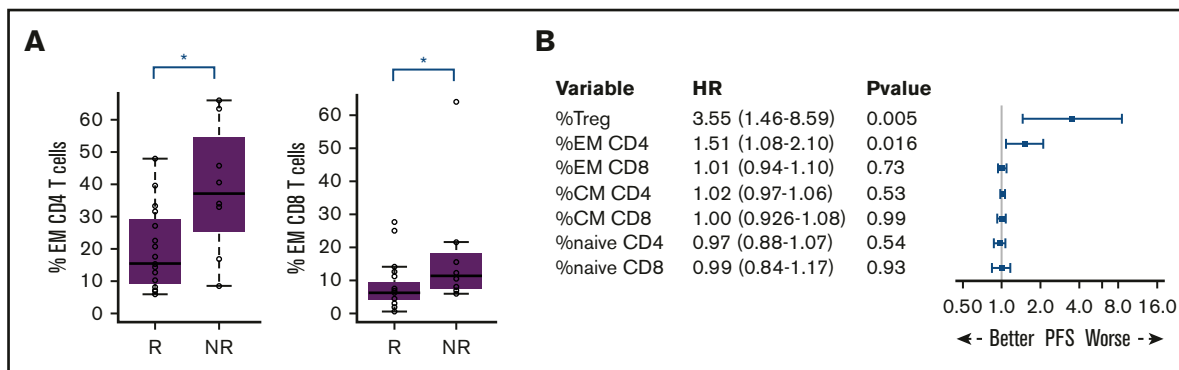 A
B
*
*
% EM CD4 T cells
60
50
40
30
20
10
0
R NR
% EM CD8 T cells
60
50
40
30
20
10
0
R NR
Variable HR Pvalue
%Treg 3.55 (1.46-8.59) 0.005
%EM CD4 1.51 (1.08-2.10) 0.016
%EM CD8 1.01 (0.94-1.10) 0.73
%CM CD4 1.02 (0.97-1.06) 0.53
%CM CD8 1.00 (0.926-1.08) 0.99
%naive CD4 0.97 (0.88-1.07) 0.54
%naive CD8 0.99 (0.84-1.17) 0.93
0.50 1.0 2.0 4.0 8.0 16.0
Better PFS Worse